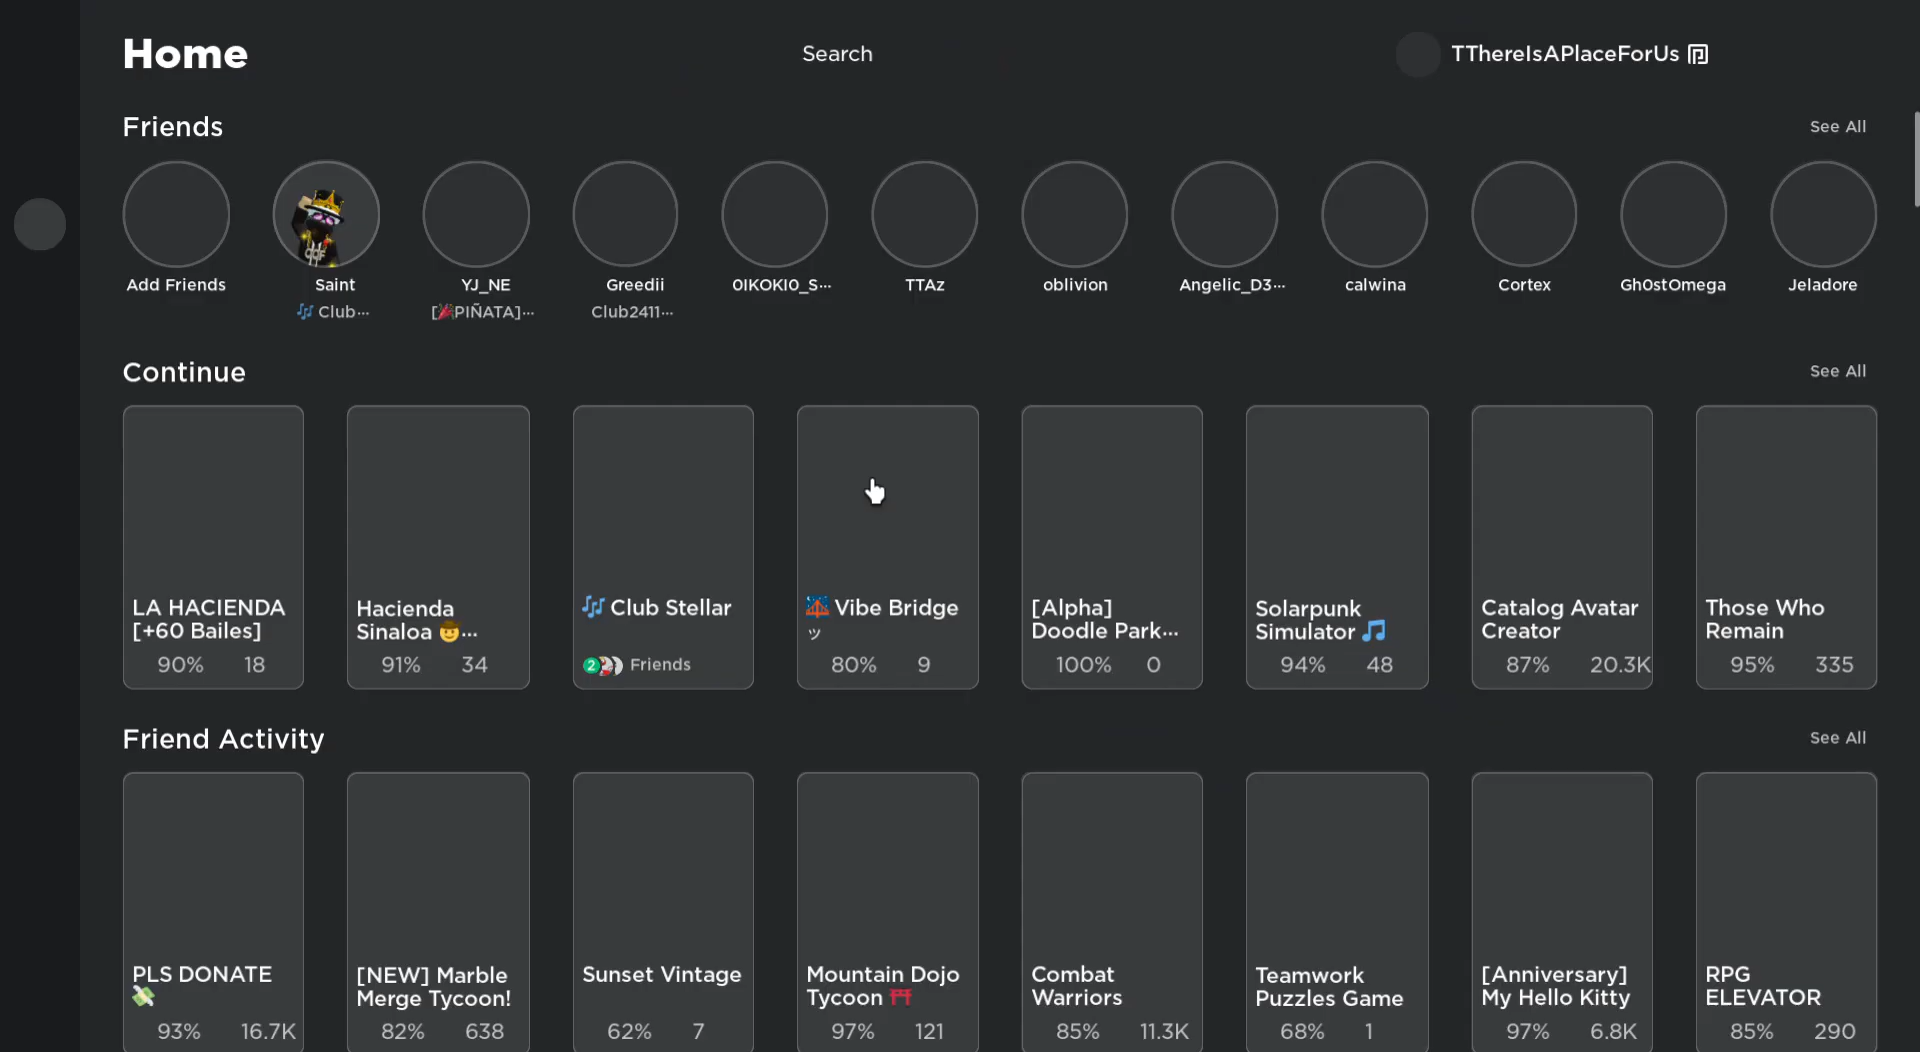 Home
Search
TThereIsAPlaceForUs
Friends
See All
Add Friends
Saint
YJ_NE
Greedii
0IKOKI0_S...
TTAz
oblivion
Angelic_D3...
calwina
Cortex
Gh0stOmega
Jeladore
🎶 Club...
[🎉PIÑATA]...
Club2411...
Continue
See All
LA HACIENDA
[+60 Bailes]
90% 18
Hacienda
Sinaloa 🤠...
91% 34
🎶 Club Stellar
2 Friends
🌉 Vibe Bridge
ッ
80% 9
[Alpha]
Doodle Park...
100% 0
Solarpunk
Simulator 🎵
94% 48
Catalog Avatar
Creator
87% 20.3K
Those Who
Remain
95% 335
Friend Activity
See All
PLS DONATE
💸
93% 16.7K
[NEW] Marble
Merge Tycoon!
82% 638
Sunset Vintage
62% 7
Mountain Dojo
Tycoon ⛩️
97% 121
Combat
Warriors
85% 11.3K
Teamwork
Puzzles Game
68% 1
[Anniversary]
My Hello Kitty
97% 6.8K
RPG
ELEVATOR
85% 290